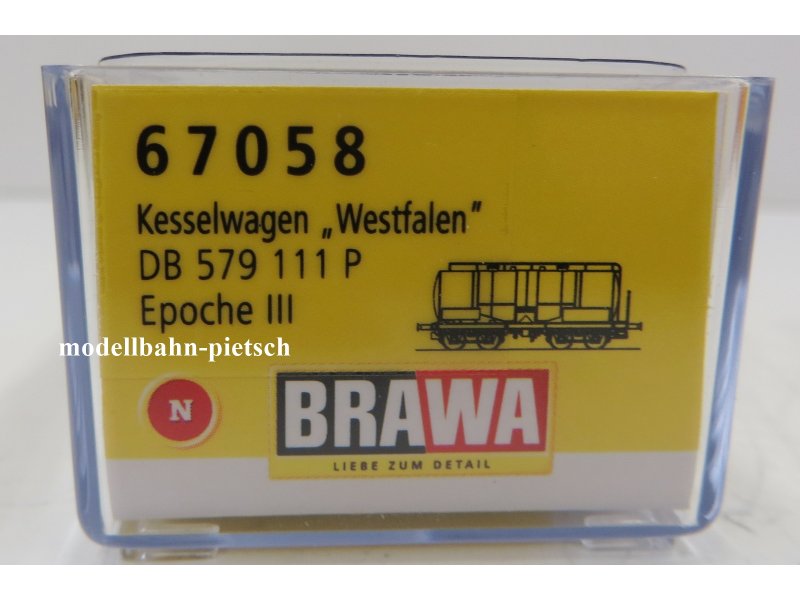 67058
Kesselwagen „Westfalen"
DB 579 111 P
Epoche III
modellbahn-pietsch
N
BRAWA
LIEBE ZUM DETAIL